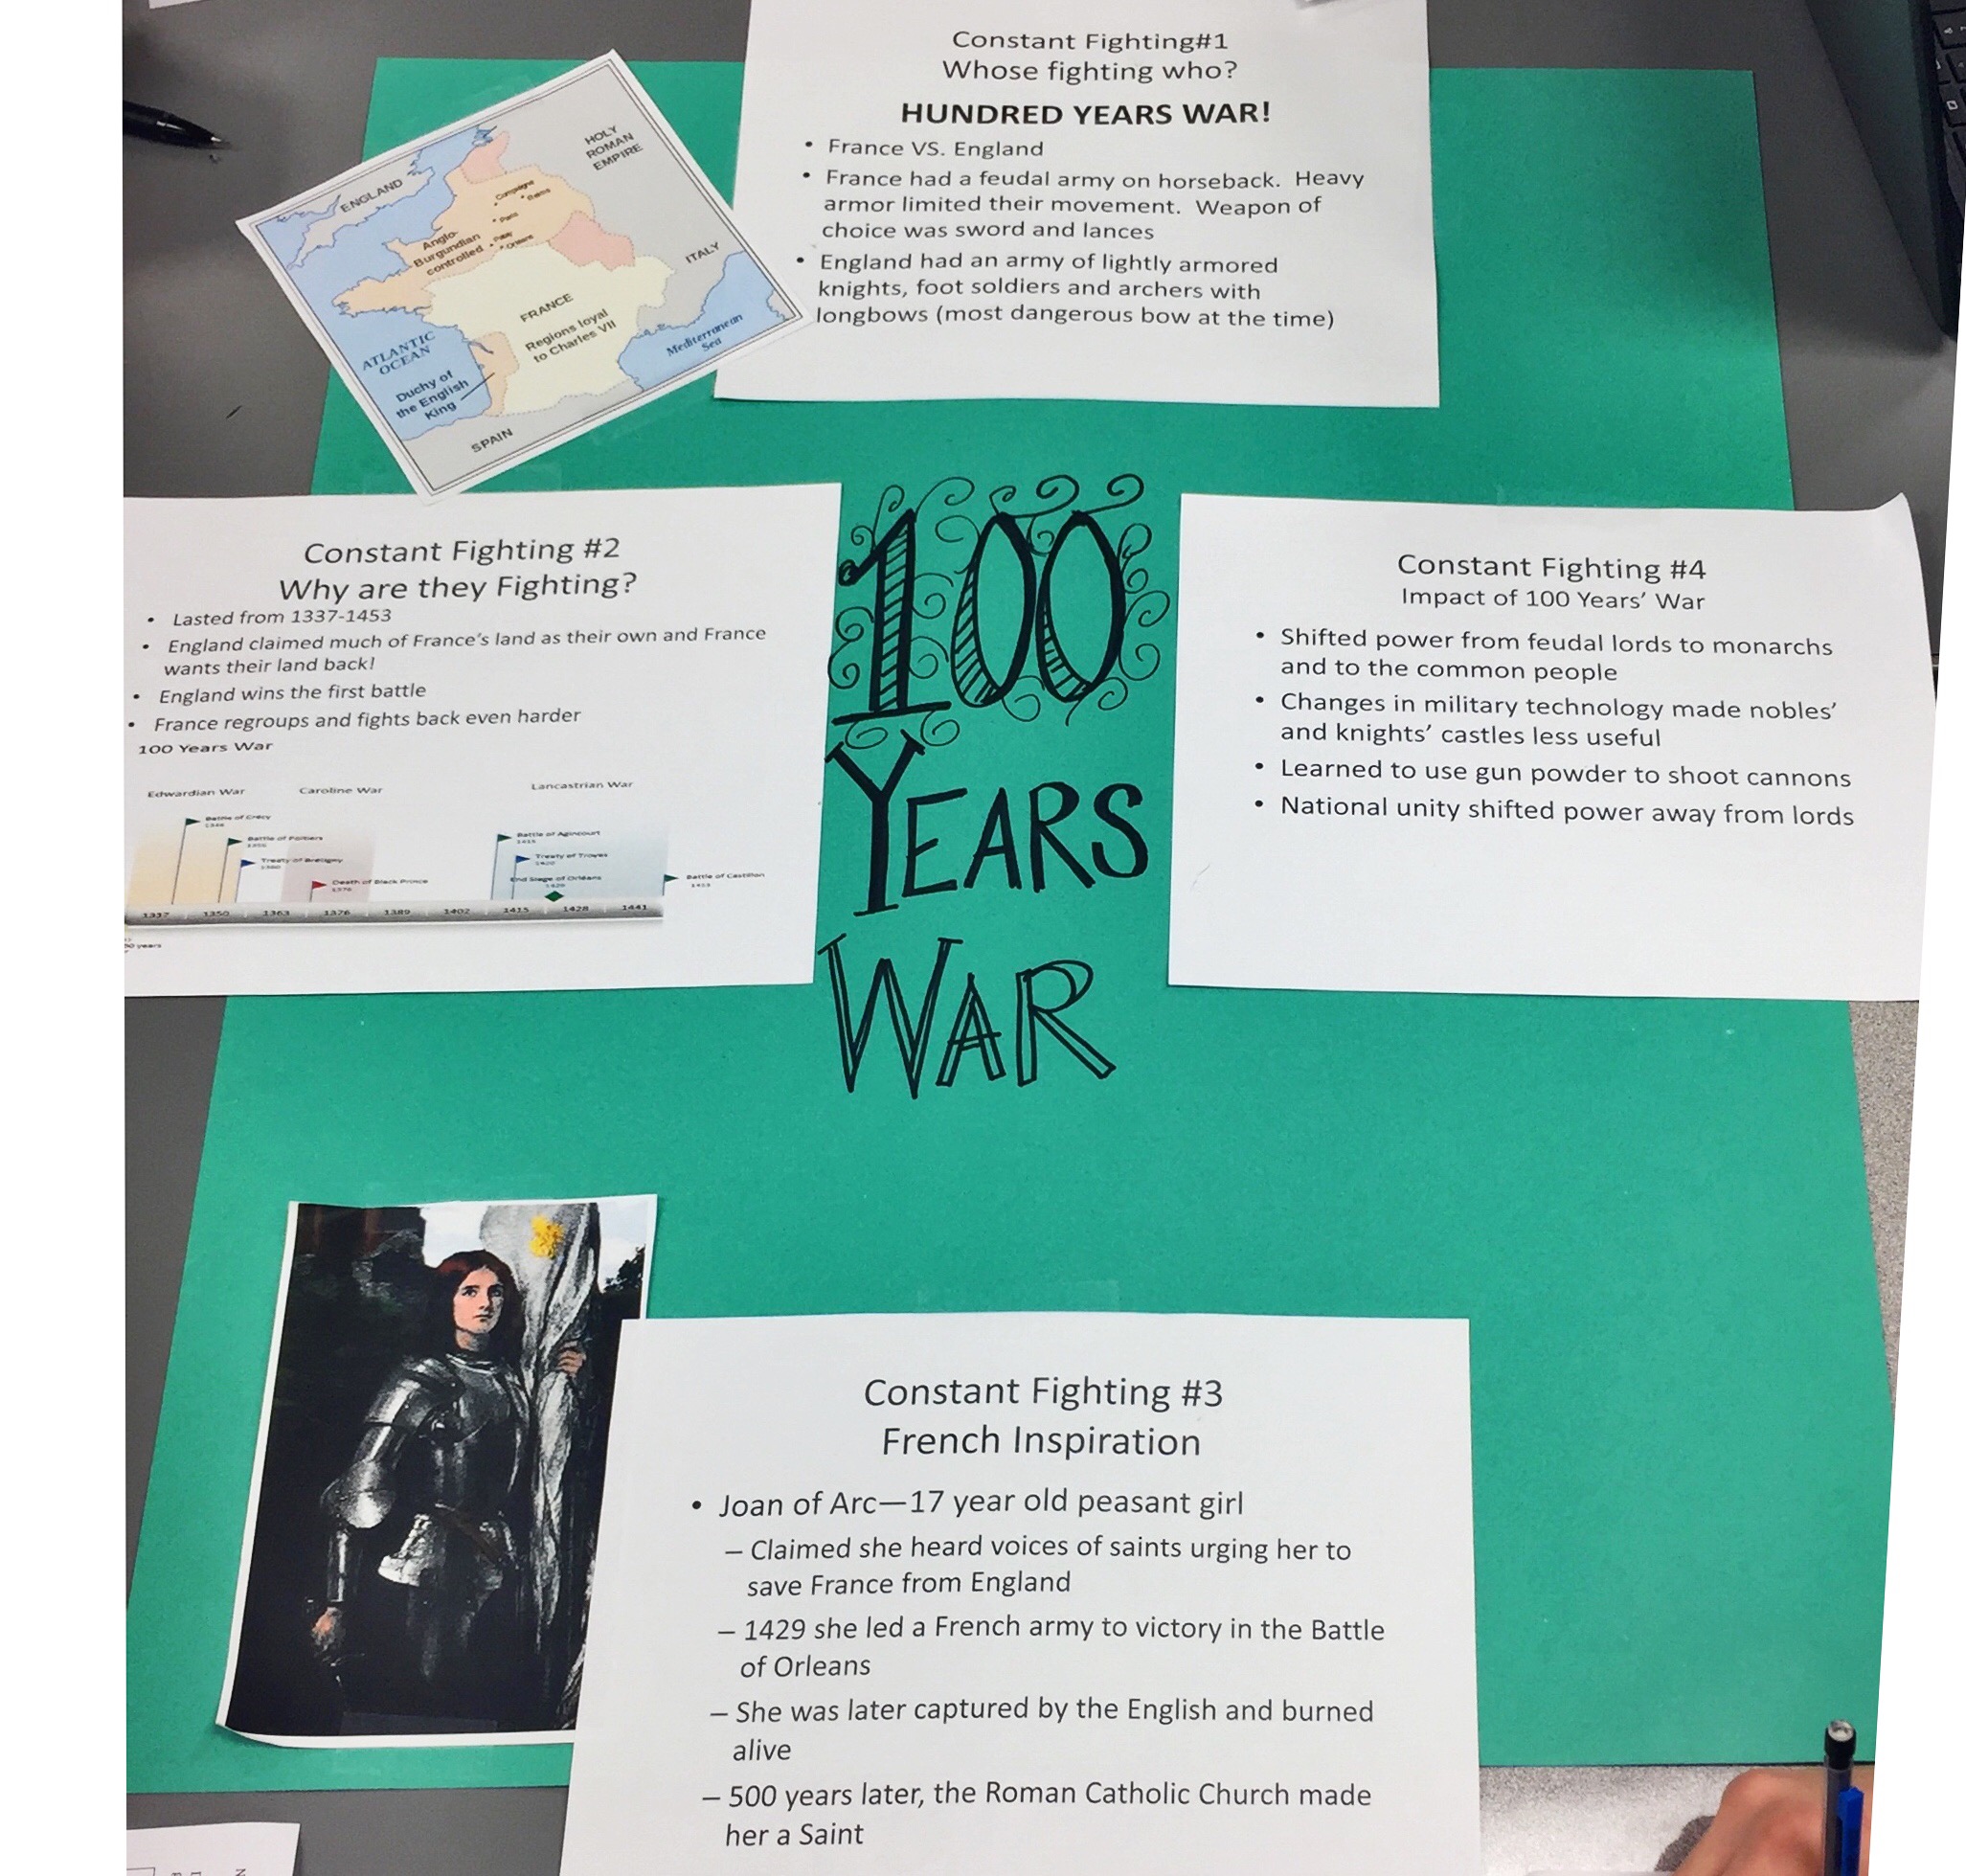 Constant Fighting#1
Whose fighting who?
HUNDRED YEARS WAR!
• France VS. England
• France had a feudal army on horseback. Heavy
armor limited their movement. Weapon of
choice was sword and lances
• England had an army of lightly armored
knights, foot soldiers and archers with
longbows (most dangerous bow at the time)
HOLY
ROMAN
EMPIRE
ENGLAND
Compiegne
Reims
Paris
Patay
Orleans
Anglo-
Burgundian
controlled
ITALY
FRANCE
Regions loyal
to Charles VII
ATLANTIC
OCEAN
Mediterranean
Sea
Duchy of
the English
King
SPAIN
Constant Fighting #2
Why are they Fighting?
• Lasted from 1337-1453
• England claimed much of France's land as their own and France
wants their land back!
• England wins the first battle
• France regroups and fights back even harder
100 Years War
Edwardian War
Caroline War
Lancastrian War
Battle of Crécy
1346
Battle of Poitiers
1356
Treaty of Bretigny
1360
Death of Black Prince
1376
Battle of Agincourt
1415
Treaty of Troyes
1420
End Siege of Orléans
1429
Battle of Castillon
1453
1337 1350 1363 1376 1389 1402 1415 1428 1441
years
100
YEARS
WAR
Constant Fighting #4
Impact of 100 Years' War
• Shifted power from feudal lords to monarchs
and to the common people
• Changes in military technology made nobles'
and knights' castles less useful
• Learned to use gun powder to shoot cannons
• National unity shifted power away from lords
Constant Fighting #3
French Inspiration
• Joan of Arc—17 year old peasant girl
– Claimed she heard voices of saints urging her to
save France from England
– 1429 she led a French army to victory in the Battle
of Orleans
– She was later captured by the English and burned
alive
– 500 years later, the Roman Catholic Church made
her a Saint